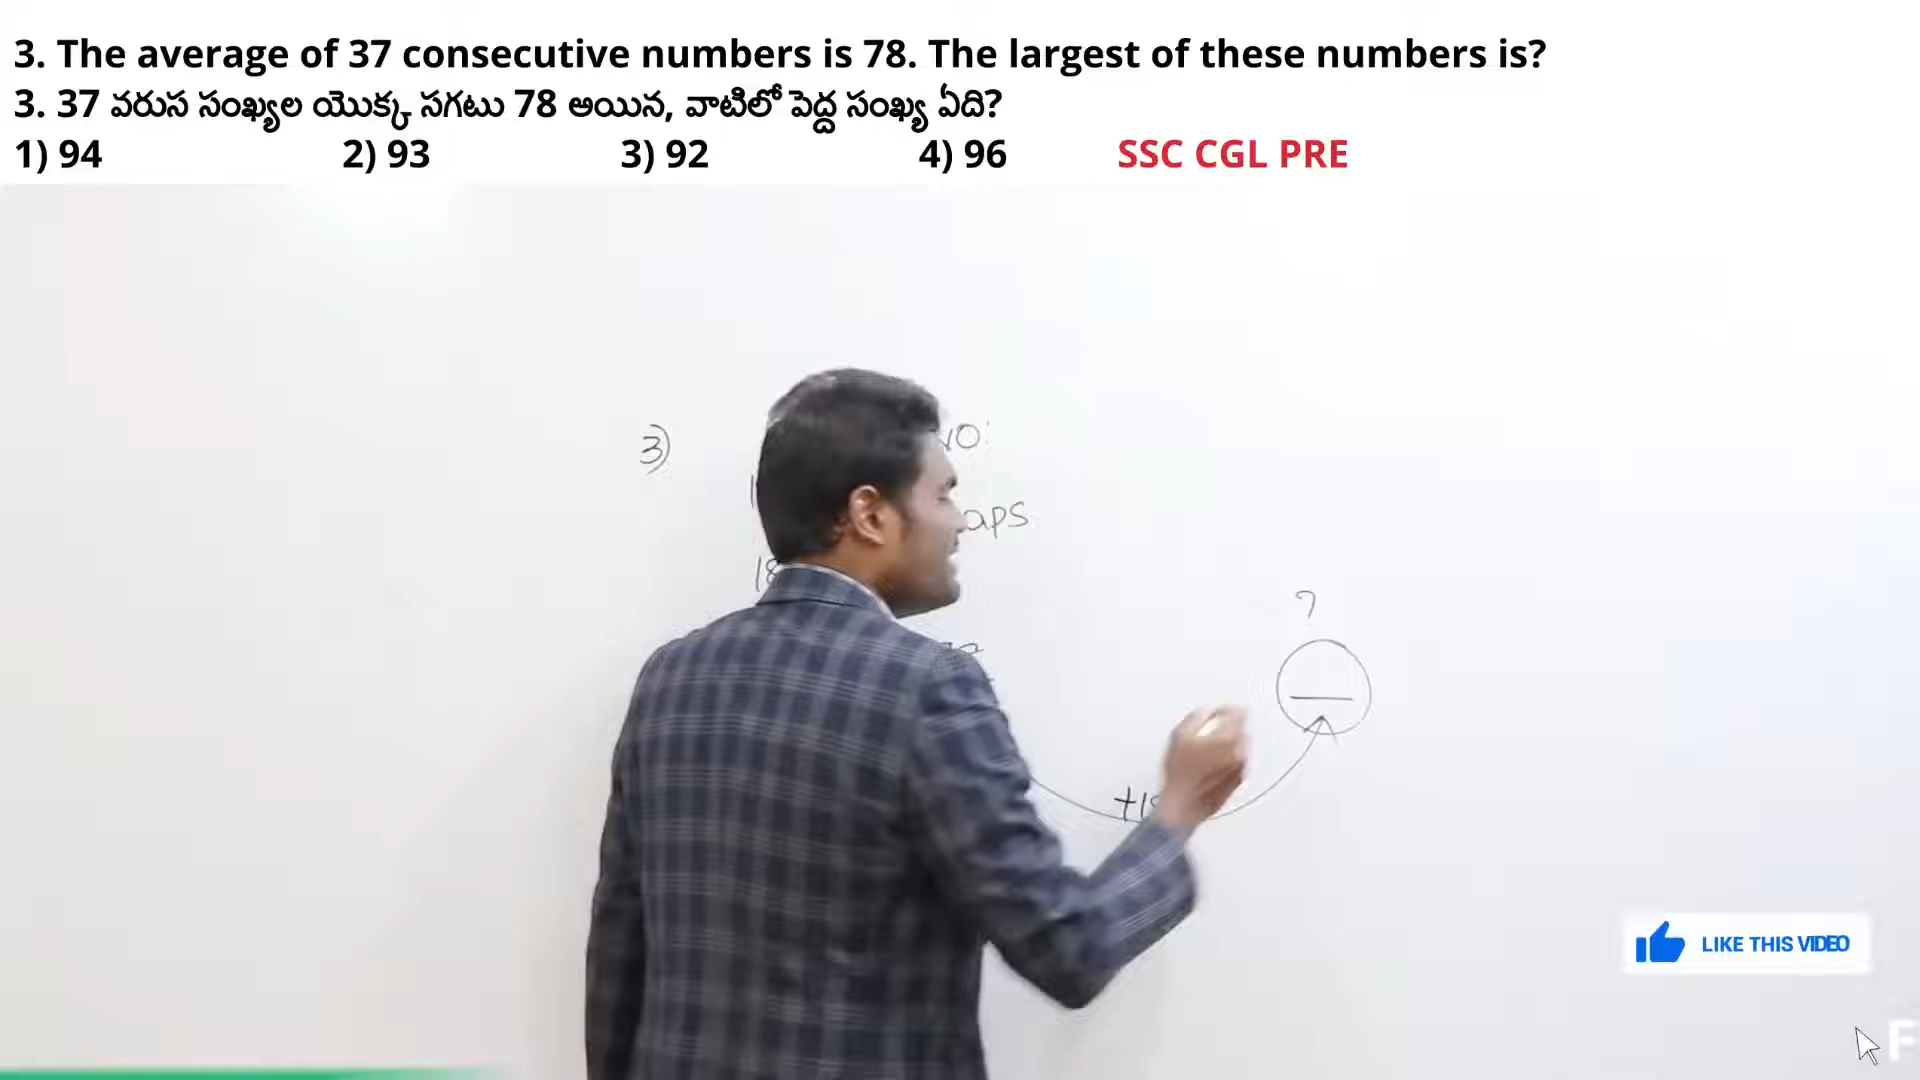 3. The average of 37 consecutive numbers is 78. The largest of these numbers is?
3. 37 వరుస సంఖ్యల యొక్క సగటు 78 అయిన, వాటిలో పెద్ద సంఖ్య ఏది?
1) 94 2) 93 3) 92 4) 96 SSC CGL PRE
3)
?
LIKE THIS VIDEO